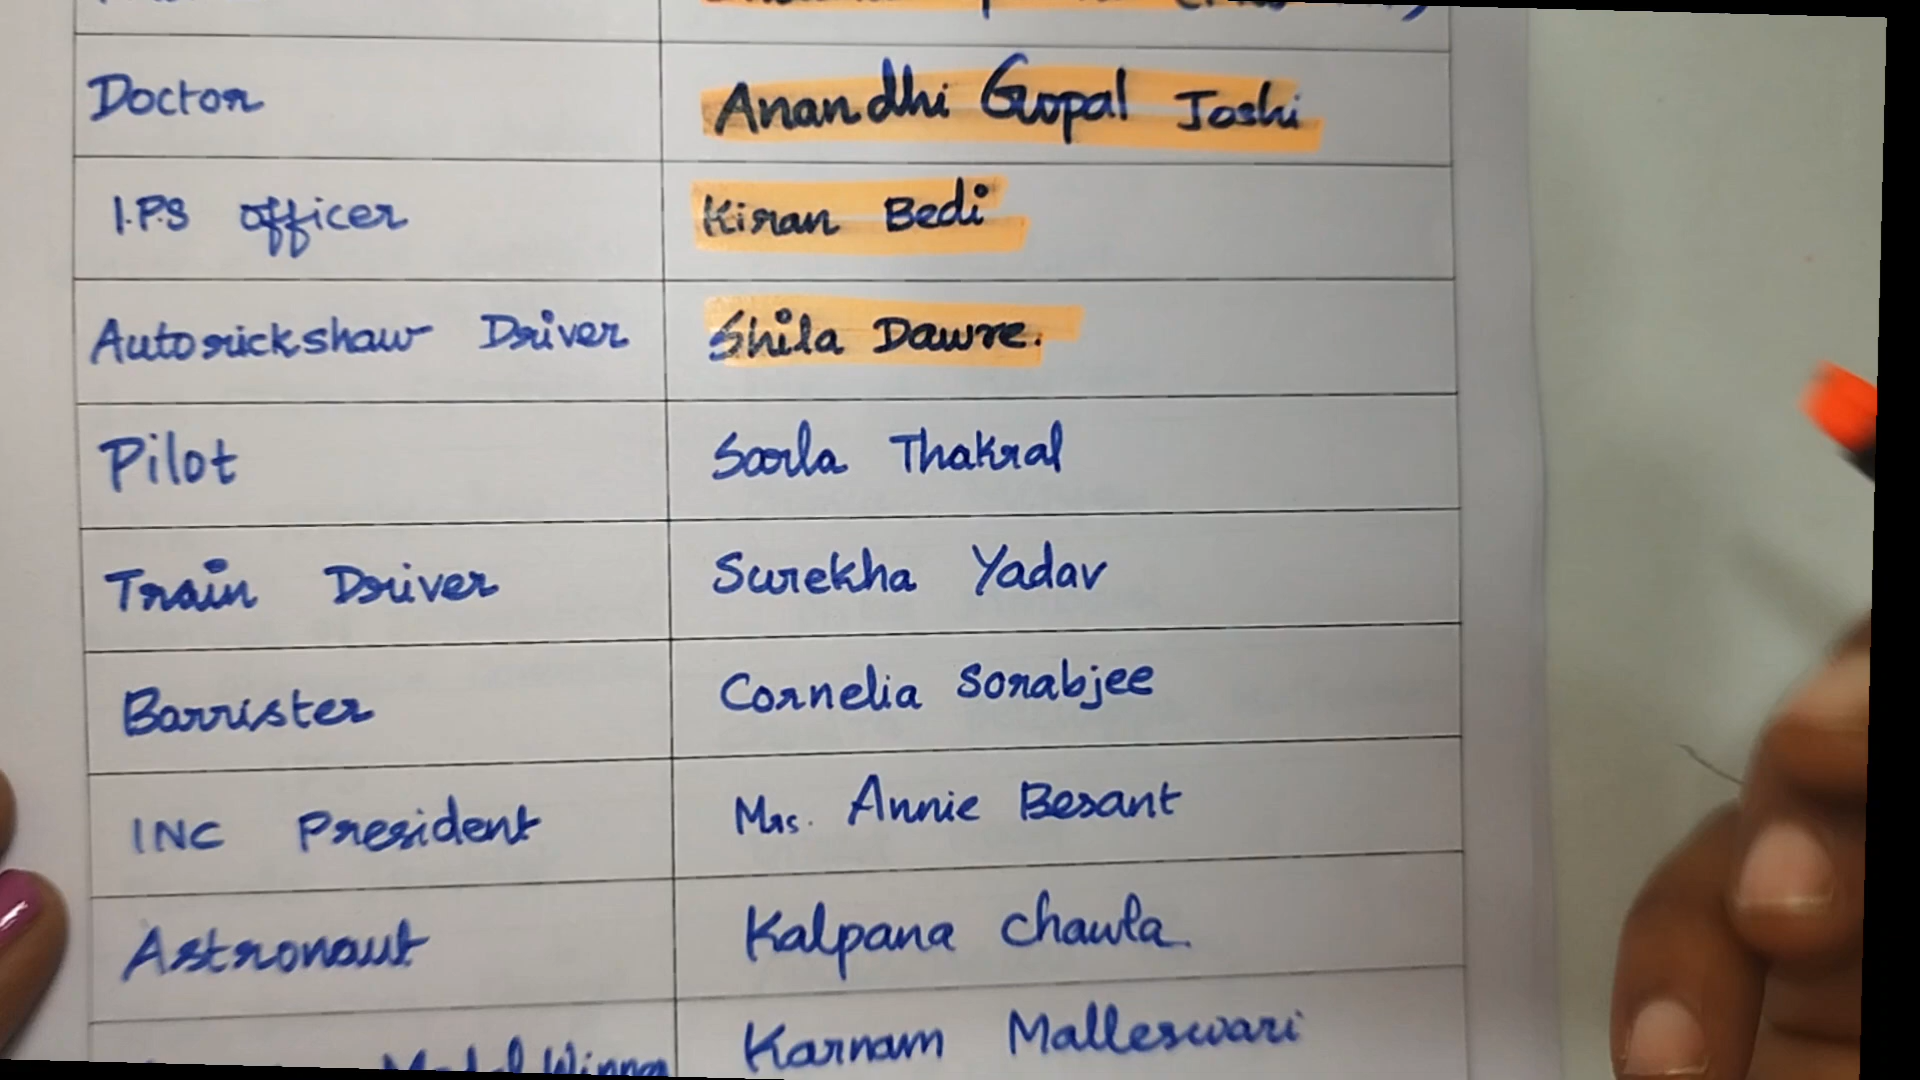 Doctor Anandhi Gopal Joshi
I.P.S officer Kiran Bedi
Autorickshaw Driver Shila Dawre.
Pilot Sarla Thakral
Train Driver Surekha Yadav
Barrister Cornelia Sorabjee
INC President Mrs. Annie Besant
Astronaut Kalpana Chawla.
Karnam Malleswari